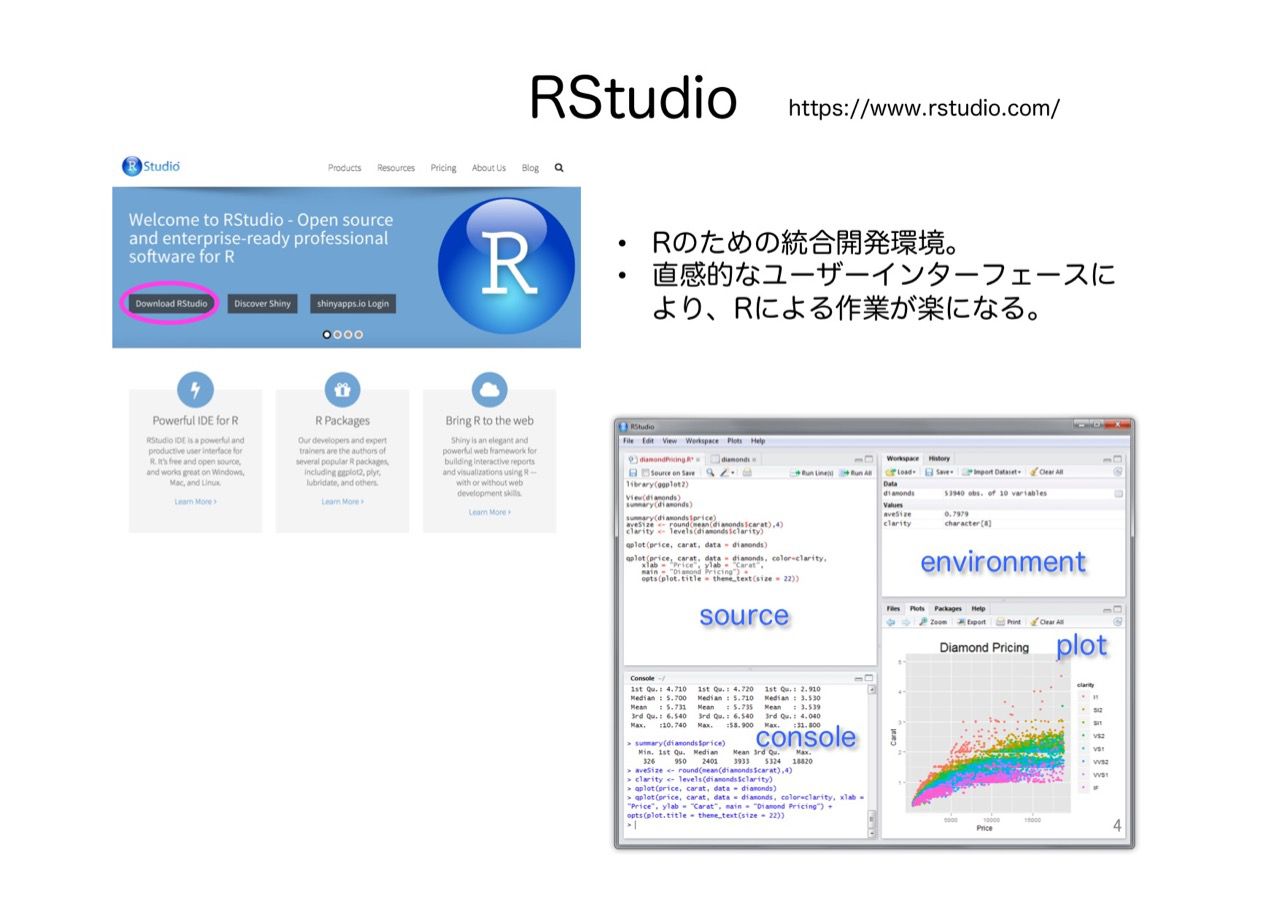 RStudio https://www.rstudio.com/
R Studio
Products Resources Pricing About Us Blog
Welcome to RStudio - Open source
and enterprise-ready professional
software for R
R
Download RStudio Discover Shiny shinyapps.io Login
Powerful IDE for R
RStudio IDE is a powerful and
productive user interface for
R. It's free and open source,
and works great on Windows,
Mac, and Linux.
Learn More >
R Packages
Our developers and expert
trainers are the authors of
several popular R packages,
including ggplot2, plyr,
lubridate, and others.
Learn More >
Bring R to the web
Shiny is an elegant and
powerful web framework for
building interactive reports
and visualizations using R --
with or without web
development skills.
Learn More >
• Rのための統合開発環境。
• 直感的なユーザーインターフェースに
より、Rによる作業が楽になる。
RStudio
File Edit View Workspace Plots Help
diamondPricing.R* diamonds
Source on Save Run Line(s) Run All
library(ggplot2)
View(diamonds)
summary(diamonds)
summary(diamonds$price)
aveSize <- round(mean(diamonds$carat),4)
clarity <- levels(diamonds$clarity)
qplot(price, carat, data = diamonds)
qplot(price, carat, data = diamonds, color=clarity,
xlab = "Price", ylab = "Carat",
main = "Diamond Pricing") +
opts(plot.title = theme_text(size = 22))
source
Console ~/
1st Qu.: 4.710 1st Qu.: 4.720 1st Qu.: 2.910
Median : 5.700 Median : 5.710 Median : 3.530
Mean : 5.731 Mean : 5.735 Mean : 3.539
3rd Qu.: 6.540 3rd Qu.: 6.540 3rd Qu.: 4.040
Max. :10.740 Max. :58.900 Max. :31.800
console
> summary(diamonds$price)
Min. 1st Qu. Median Mean 3rd Qu. Max.
326 950 2401 3933 5324 18820
> aveSize <- round(mean(diamonds$carat),4)
> clarity <- levels(diamonds$clarity)
> qplot(price, carat, data = diamonds)
> qplot(price, carat, data = diamonds, color=clarity, xlab =
"Price", ylab = "Carat", main = "Diamond Pricing") +
opts(plot.title = theme_text(size = 22))
>
Workspace History
Load Save Import Dataset Clear All
Data
diamonds 53940 obs. of 10 variables
Values
aveSize 0.7979
clarity character[8]
environment
Files Plots Packages Help
Zoom Export Print Clear All
plot
Diamond Pricing
Carat
5
4
3
2
1
5000 10000 15000
Price
clarity
I1
SI2
SI1
VS2
VS1
VVS2
VVS1
IF
4